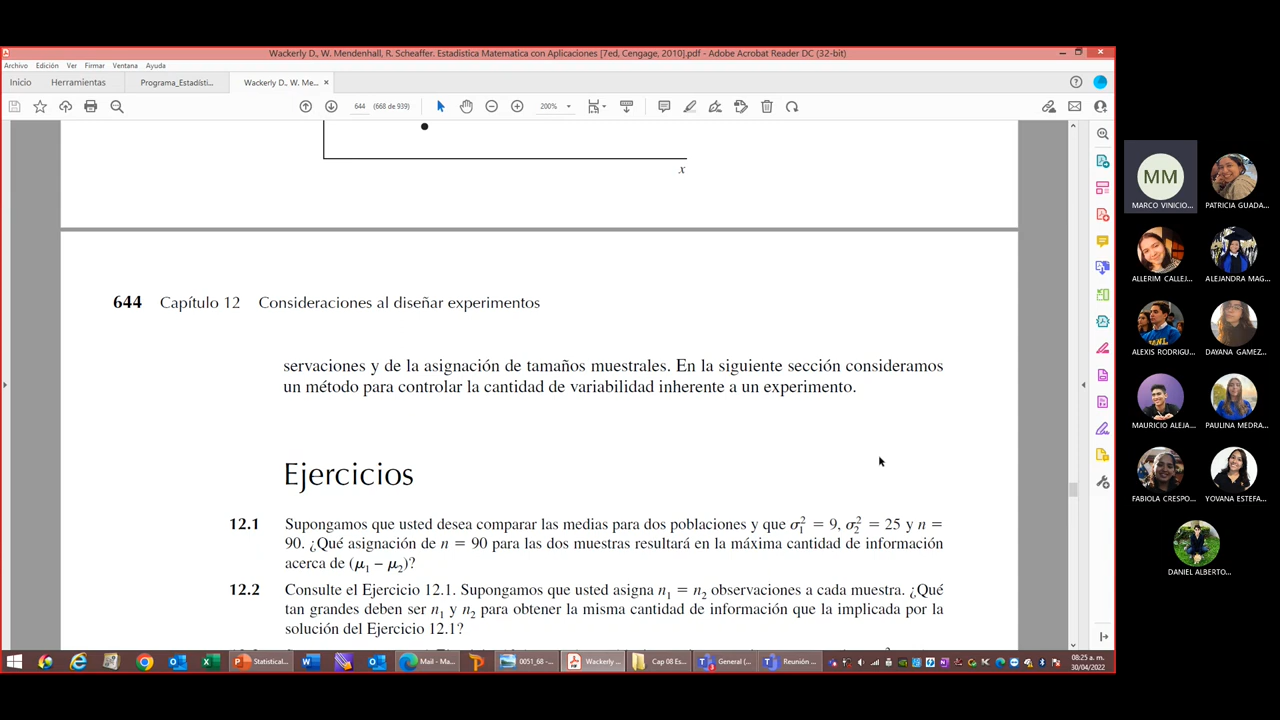 Wackerly D., W. Mendenhall, R. Scheaffer. Estadística Matematica con Aplicaciones [7ed, Cengage, 2010].pdf - Adobe Acrobat Reader DC (32-bit)
Archivo Edición Ver Firmar Ventana Ayuda
Inicio Herramientas Programa_Estadísti... Wackerly D., W. Me... ×
644 (668 de 939) 200%
x
644 Capítulo 12 Consideraciones al diseñar experimentos
servaciones y de la asignación de tamaños muestrales. En la siguiente sección consideramos
un método para controlar la cantidad de variabilidad inherente a un experimento.
Ejercicios
12.1 Supongamos que usted desea comparar las medias para dos poblaciones y que σ₁² = 9, σ₂² = 25 y n =
90. ¿Qué asignación de n = 90 para las dos muestras resultará en la máxima cantidad de información
acerca de (μ₁ − μ₂)?
12.2 Consulte el Ejercicio 12.1. Supongamos que usted asigna n₁ = n₂ observaciones a cada muestra. ¿Qué
tan grandes deben ser n₁ y n₂ para obtener la misma cantidad de información que la implicada por la
solución del Ejercicio 12.1?
Statistical... 0051_68 -... Mail - Ma... Wackerly ... Cap 08 Es... General (... Reunión ...
08:25 a. m.
30/04/2022
MM
MARCO VINICIO... PATRICIA GUADA...
ALLERIM CALLEJ... ALEJANDRA MAG...
ALEXIS RODRIGU... DAYANA GAMEZ...
MAURICIO ALEJA... PAULINA MEDRA...
FABIOLA CRESPO... YOVANA ESTEFA...
DANIEL ALBERTO...